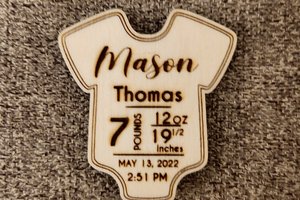 Mason
Thomas
7 POUNDS 12oz
19 1/2
inches
MAY 13, 2022
2:51 PM